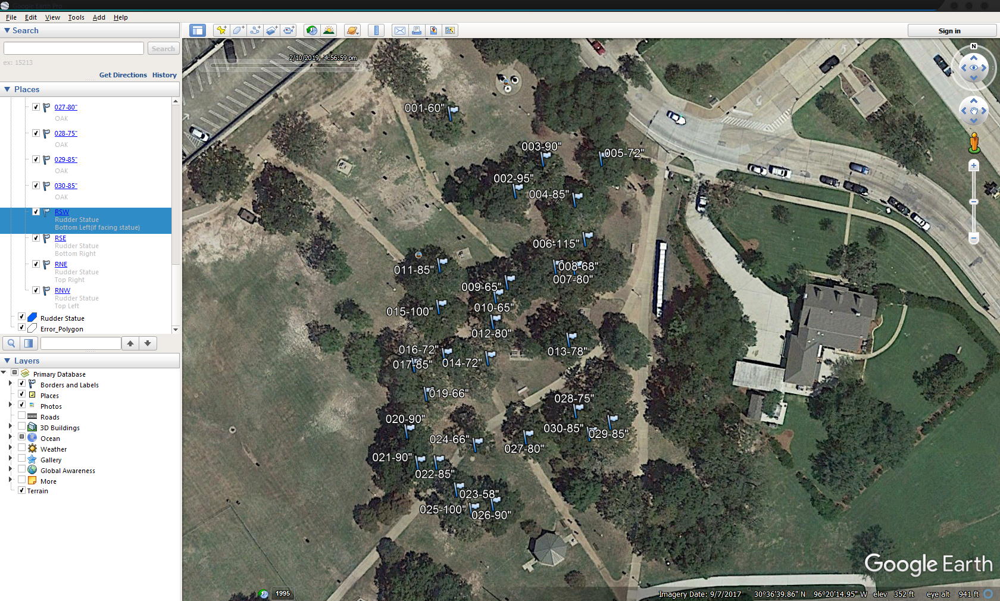 Google Earth Pro
File Edit View Tools Add Help
Search
Search
ex: 15213
Get Directions History
Places
027-80"
OAK
028-75"
OAK
029-85"
OAK
030-85"
OAK
RSW
Rudder Statue
Bottom Left(if facing statue)
RSE
Rudder Statue
Bottom Right
RNE
Rudder Statue
Top Right
RNW
Rudder Statue
Top Left
Rudder Statue
Error_Polygon
Layers
Primary Database
Borders and Labels
Places
Photos
Roads
3D Buildings
Ocean
Weather
Gallery
Global Awareness
More
Terrain
Sign in
2/10/2019 4:56:59 pm
N
001-60"
003-90"
005-72"
002-95"
004-85"
006-115"
008-68"
011-85"
007-80"
009-65"
010-65"
015-100"
012-80"
016-72"
013-78"
017-85"
014-72"
019-66"
028-75"
020-90"
030-85"
029-85"
024-66"
027-80"
021-90"
022-85"
023-58"
025-100"
026-90"
Google Earth
1995
Imagery Date: 9/7/2017 30°36'39.86" N 96°20'14.95" W elev 352 ft eye alt 941 ft